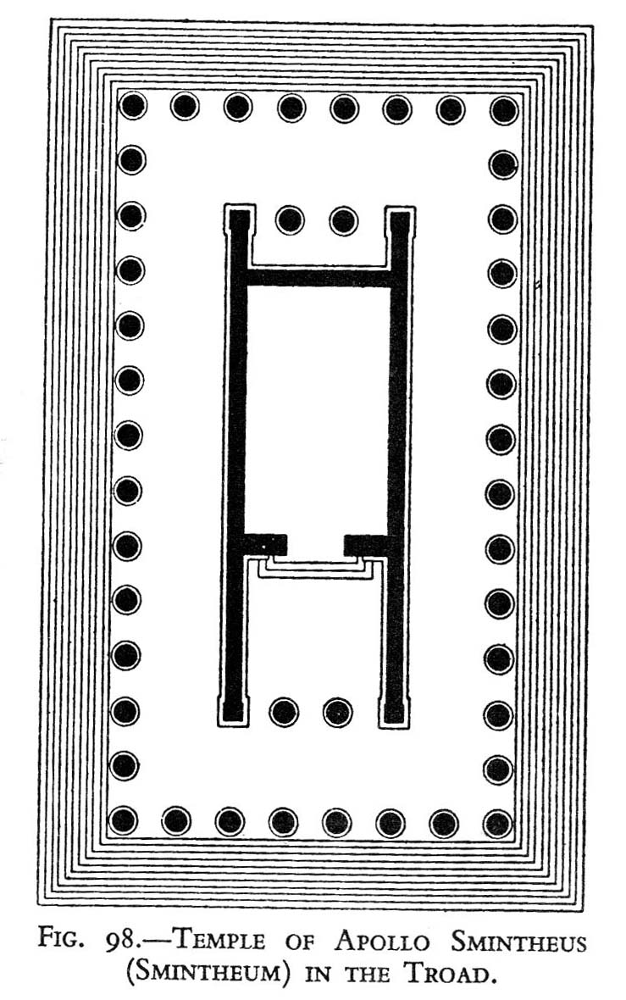 Fig. 98.—Temple of Apollo Smintheus
(Smintheum) in the Troad.